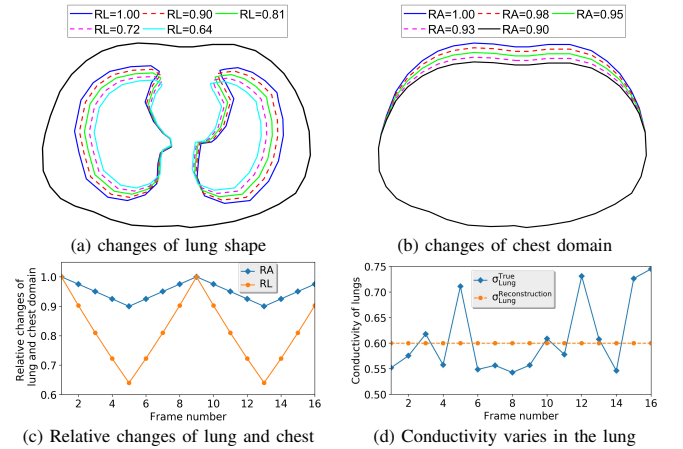 RL=1.00 RL=0.90 RL=0.81
RL=0.72 RL=0.64
RA=1.00 RA=0.98 RA=0.95
RA=0.93 RA=0.90
(a) changes of lung shape
(b) changes of chest domain
Relative changes of
lung and chest domain
1.0
0.9
0.8
0.7
0.6
RA
RL
2 4 6 8 10 12 14 16
Frame number
Conductivity of lungs
0.75
0.70
0.65
0.60
0.55
0.50
σ_Lung^True
σ_Lung^Reconstruction
2 4 6 8 10 12 14 16
Frame number
(c) Relative changes of lung and chest
(d) Conductivity varies in the lung